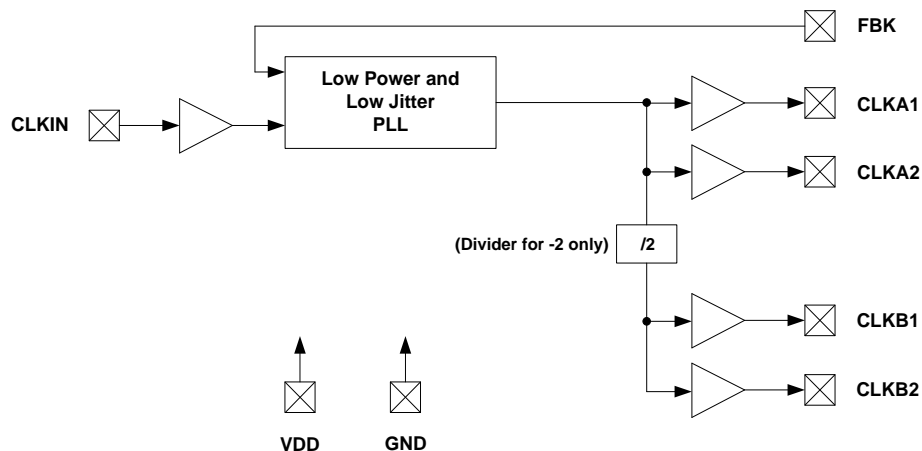 FBK
Low Power and
Low Jitter
PLL
CLKIN
CLKA1
CLKA2
(Divider for -2 only)
/2
CLKB1
CLKB2
VDD
GND